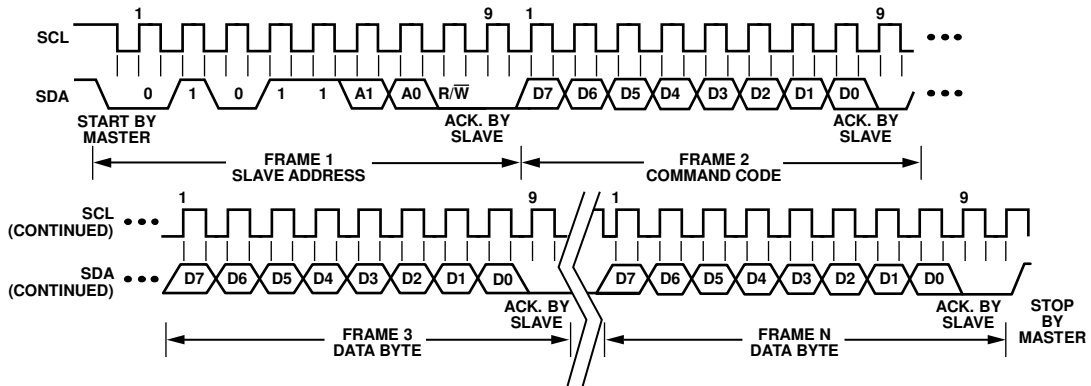 1 9 1 9
SCL
SDA 0 1 0 1 1 A1 A0 R/W̅ D7 D6 D5 D4 D3 D2 D1 D0
START BY MASTER
ACK. BY SLAVE
ACK. BY SLAVE
FRAME 1
SLAVE ADDRESS
FRAME 2
COMMAND CODE
1 9 1 9
SCL
(CONTINUED)
SDA
(CONTINUED)
D7 D6 D5 D4 D3 D2 D1 D0 D7 D6 D5 D4 D3 D2 D1 D0
ACK. BY
SLAVE
ACK. BY
SLAVE
STOP
BY
MASTER
FRAME 3
DATA BYTE
FRAME N
DATA BYTE